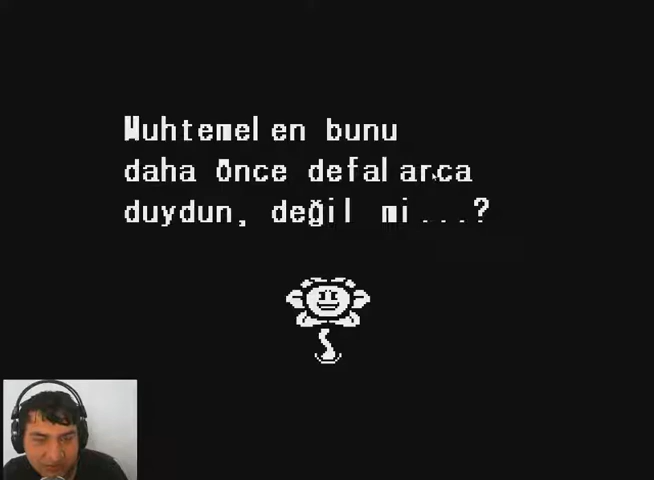 Muhtemelen bunu
daha önce defalarca
duydun, değil mi...?